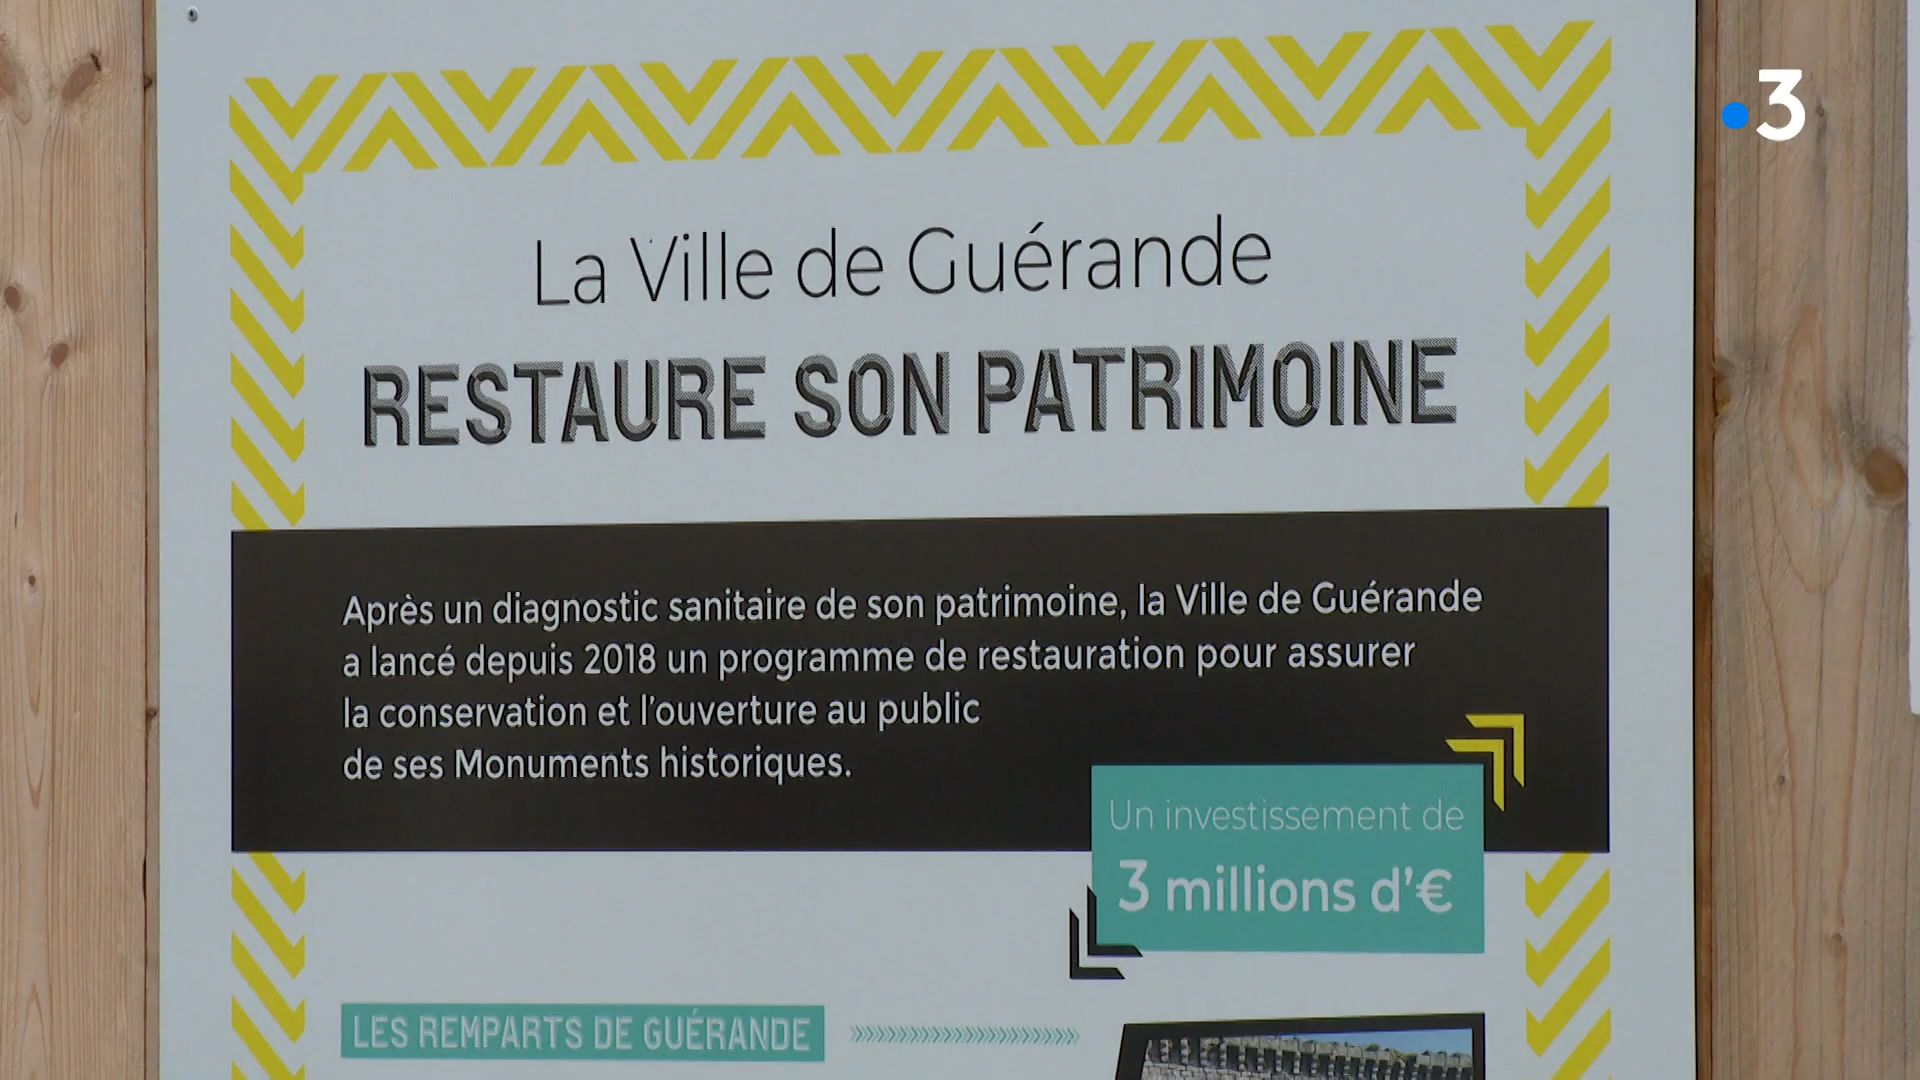 3
La Ville de Guérande
RESTAURE SON PATRIMOINE
Après un diagnostic sanitaire de son patrimoine, la Ville de Guérande
a lancé depuis 2018 un programme de restauration pour assurer
la conservation et l'ouverture au public
de ses Monuments historiques.
Un investissement de
3 millions d'€
LES REMPARTS DE GUÉRANDE